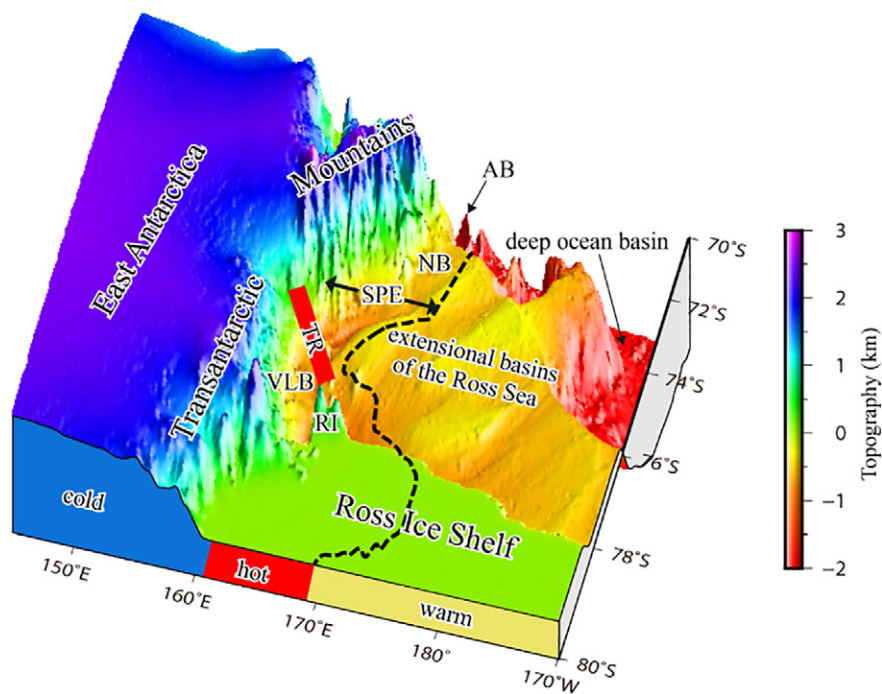 East Antarctica
Transantarctic
Mountains
AB
deep ocean basin
NB
SPE
TR
VLB
RI
extensional basins
of the Ross Sea
Ross Ice Shelf
cold
hot
warm
150°E
160°E
170°E
180°
170°W
70°S
72°S
74°S
76°S
78°S
80°S
3
2
1
0
−1
−2
Topography (km)